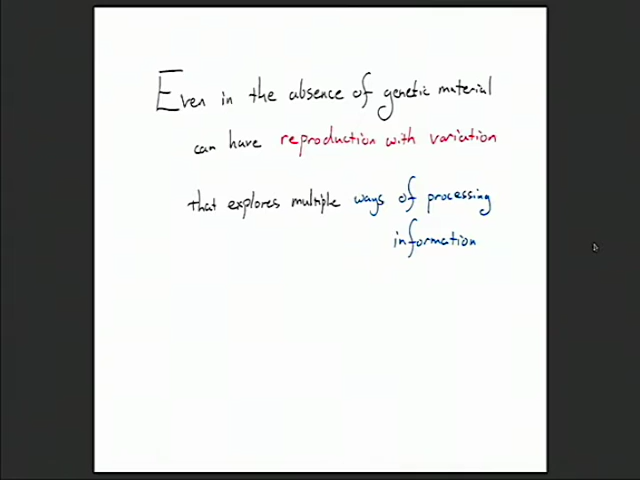 Even in the absence of genetic material
can have reproduction with variation
that explores multiple ways of processing
information